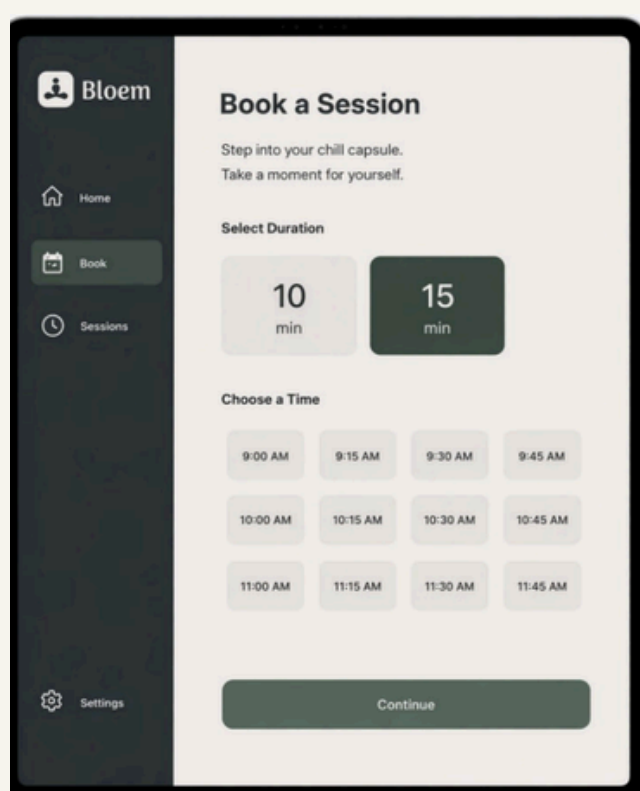 Bloem
Home
Book
Sessions
Settings
Book a Session
Step into your chill capsule.
Take a moment for yourself.
Select Duration
10
min
15
min
Choose a Time
9:00 AM
9:15 AM
9:30 AM
9:45 AM
10:00 AM
10:15 AM
10:30 AM
10:45 AM
11:00 AM
11:15 AM
11:30 AM
11:45 AM
Continue